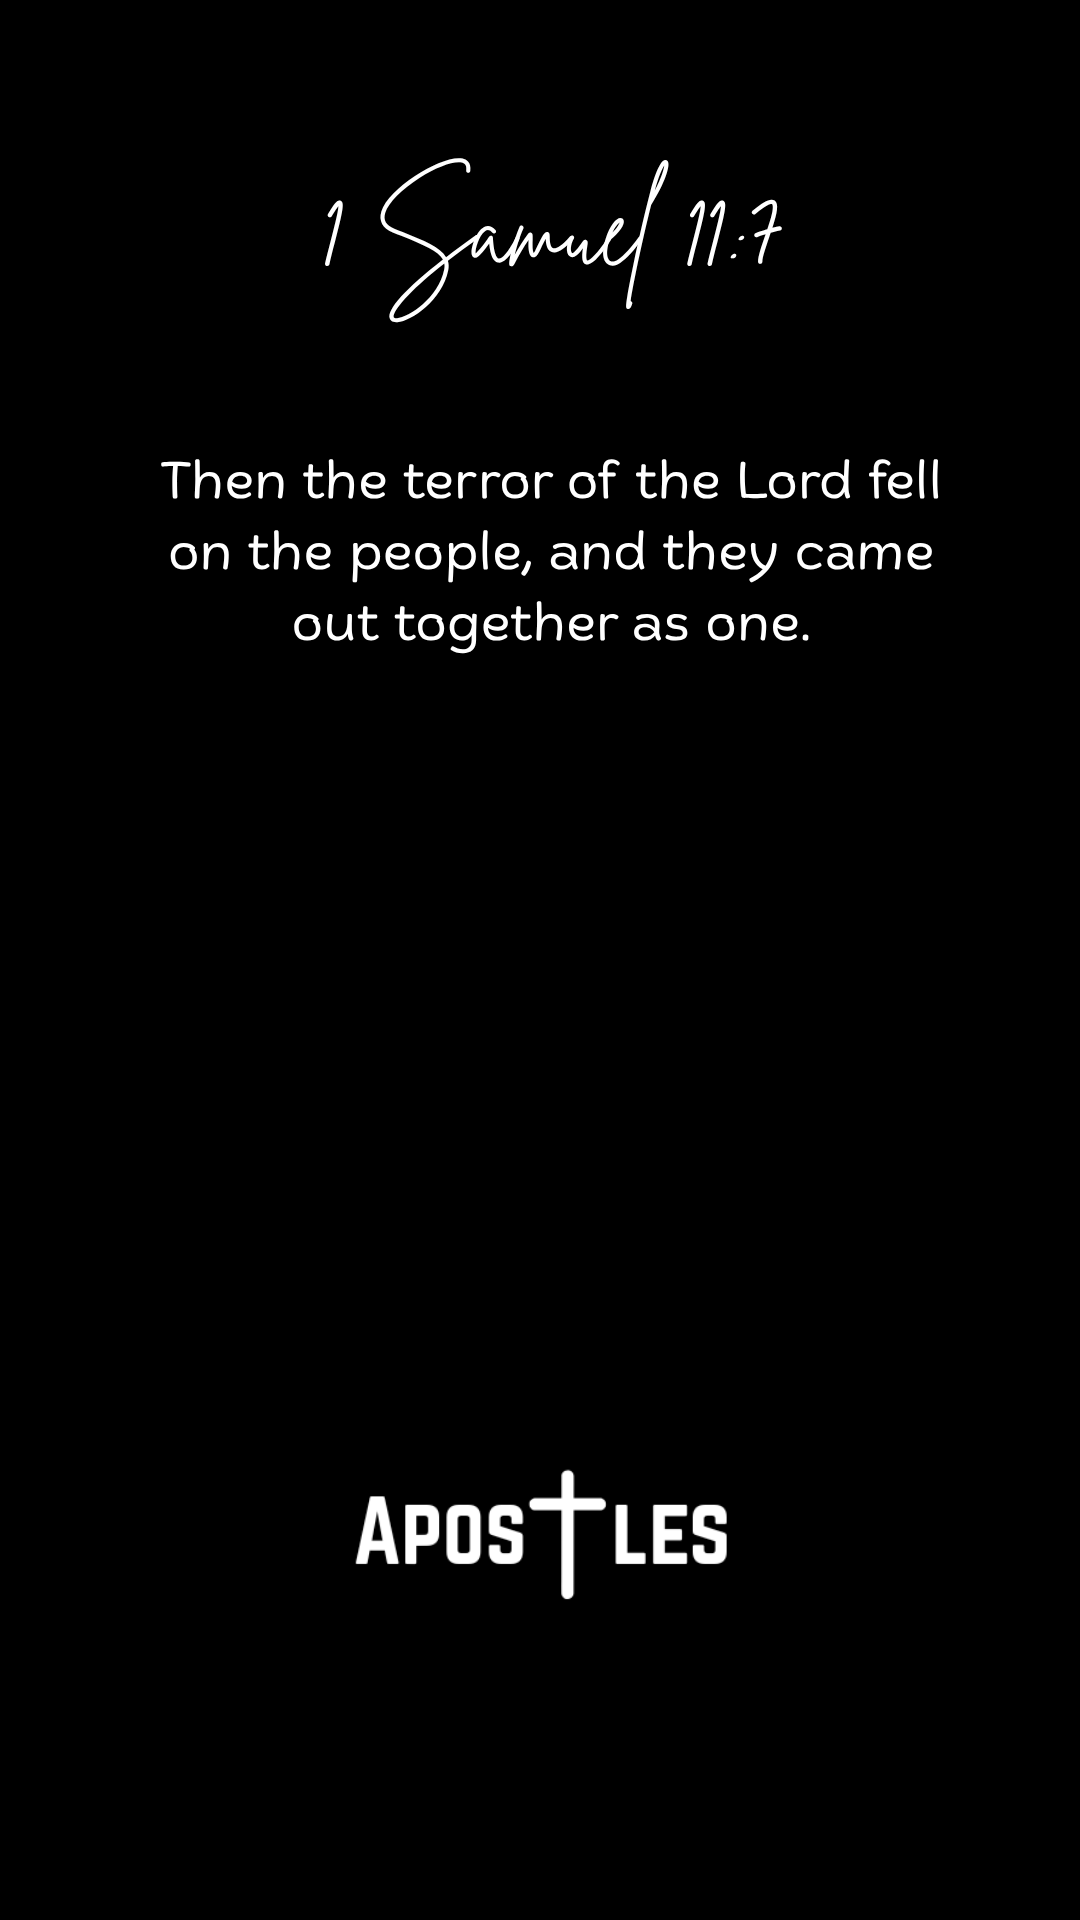 1 Samuel 11:7
Then the terror of the Lord fell
on the people, and they came
out together as one.
Apostles